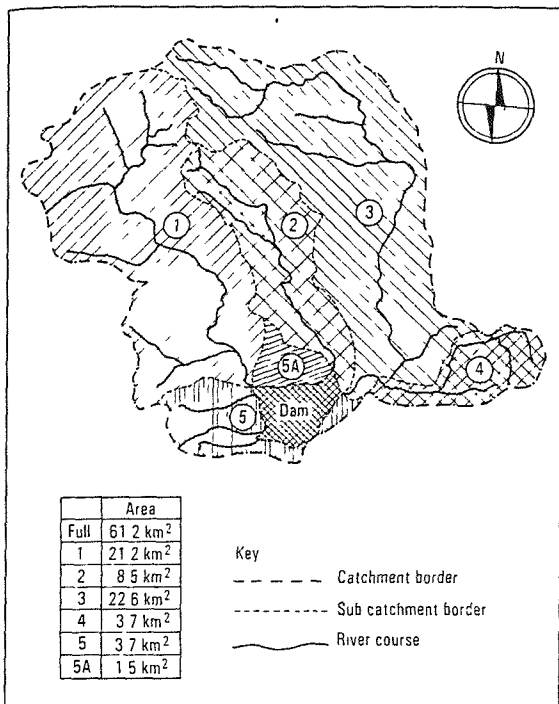 N
1
2
3
4
5A
5
Dam
Area
Full 61 2 km²
1 21 2 km²
2 8 5 km²
3 22 6 km²
4 3 7 km²
5 3 7 km²
5A 1 5 km²
Key
Catchment border
Sub catchment border
River course